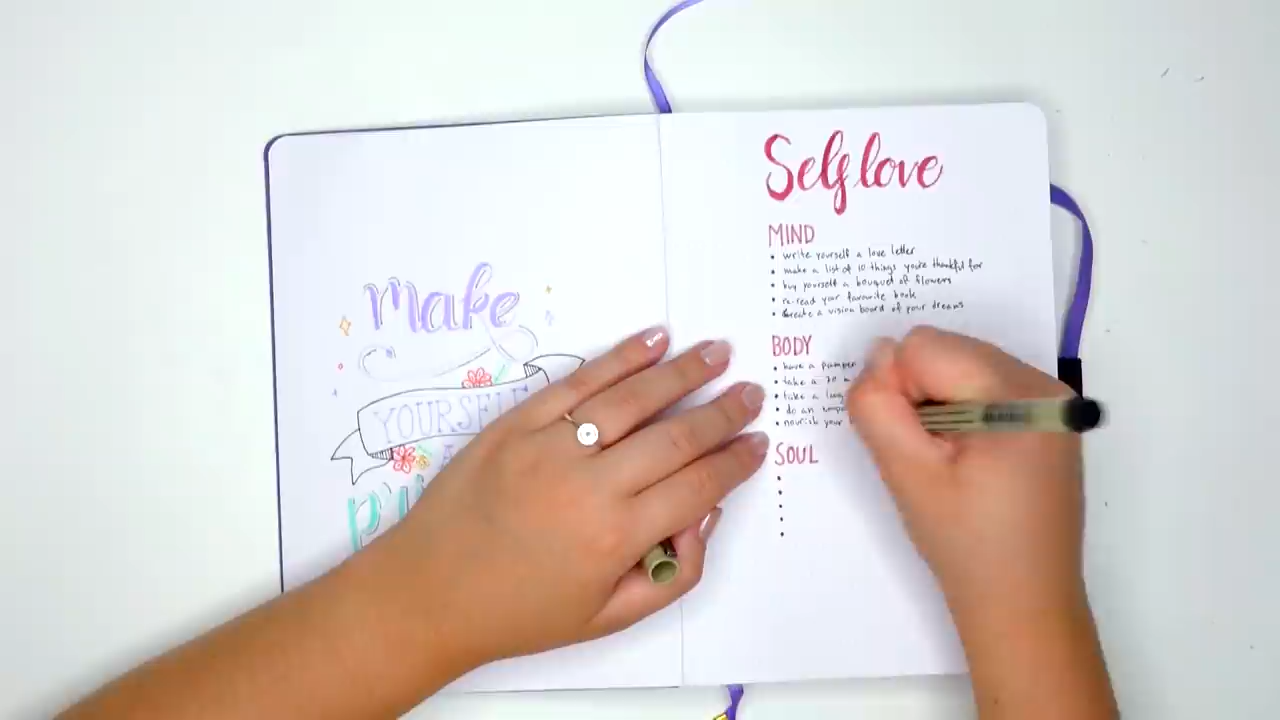 Make
YOURSELF
A
Self love
MIND
• write yourself a love letter
• make a list of 10 things you're thankful for
• buy yourself a bouquet of flowers
• re-read your favourite book
• create a vision board of your dreams
BODY
• have a pamper
• take a 20
• take a long
• do an
• nourish your
SOUL